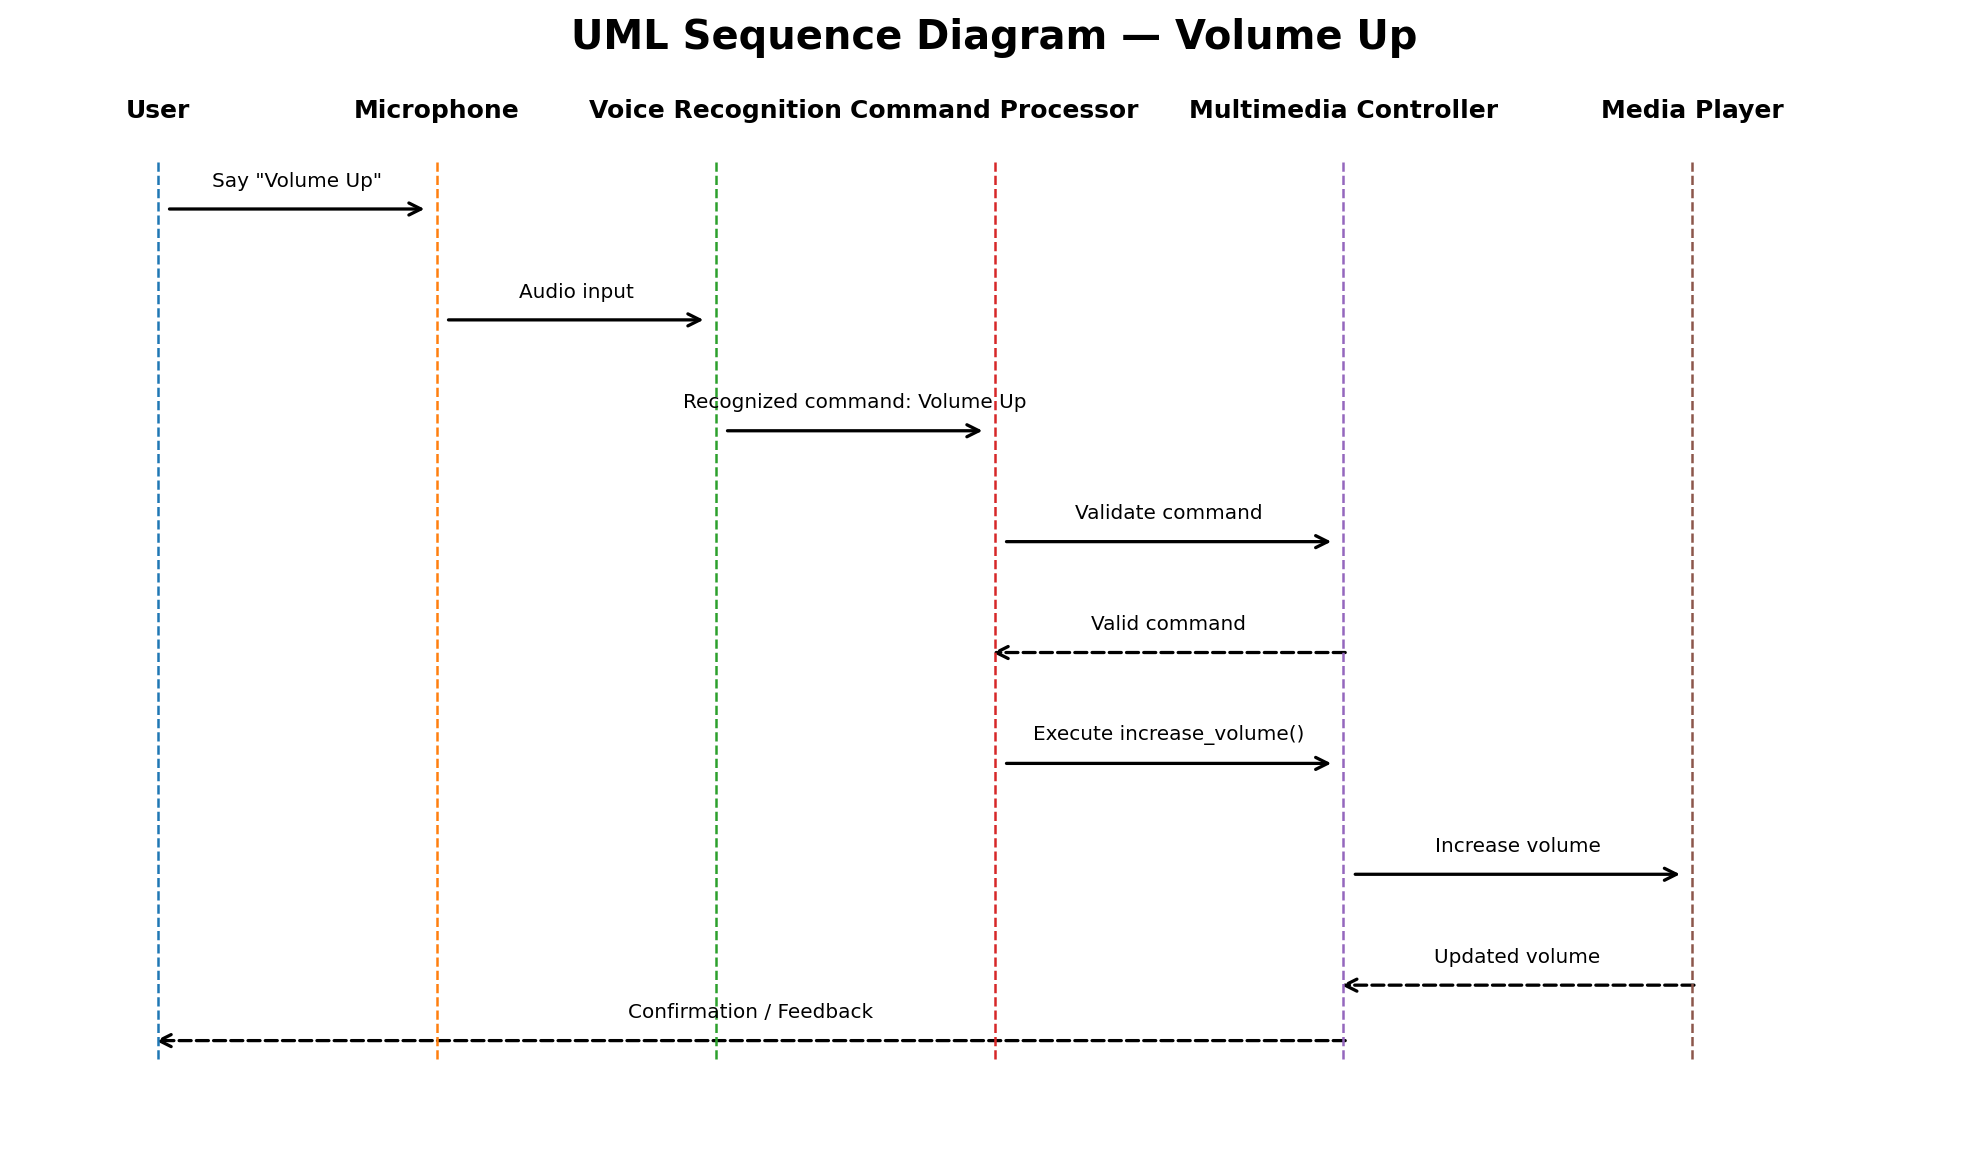 UML Sequence Diagram — Volume Up
User Microphone Voice Recognition Command Processor Multimedia Controller Media Player
Say "Volume Up"
Audio input
Recognized command: Volume Up
Validate command
Valid command
Execute increase_volume()
Increase volume
Updated volume
Confirmation / Feedback